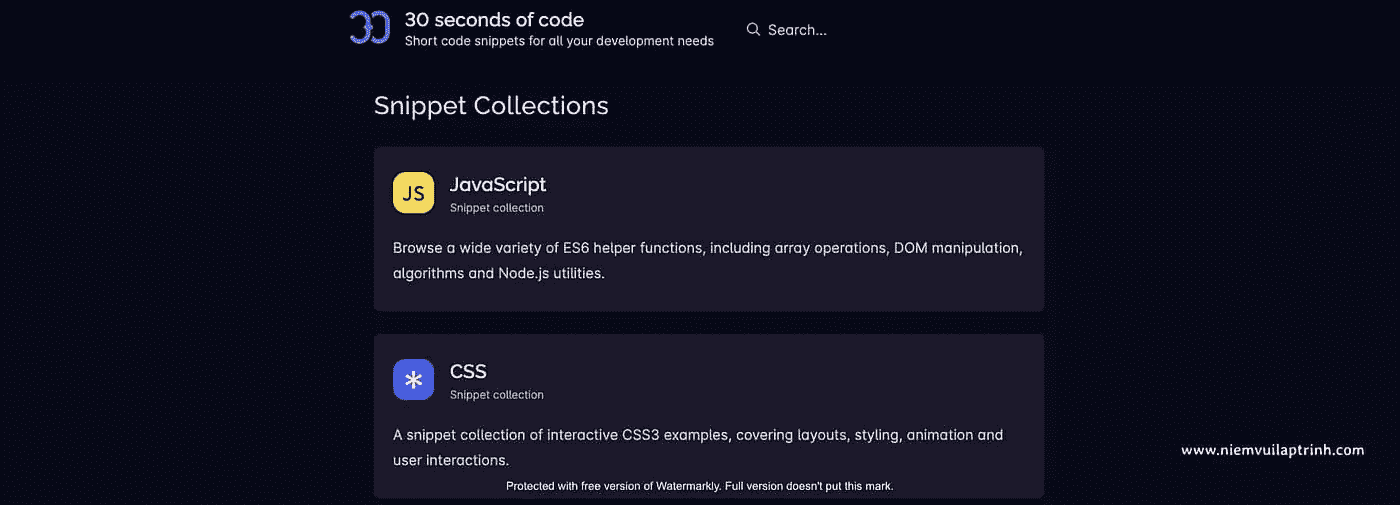 30
30 seconds of code
Short code snippets for all your development needs
Search...
Snippet Collections
JS
JavaScript
Snippet collection
Browse a wide variety of ES6 helper functions, including array operations, DOM manipulation,
algorithms and Node.js utilities.
CSS
Snippet collection
A snippet collection of interactive CSS3 examples, covering layouts, styling, animation and
user interactions.
www.niemvuilaptrinh.com
Protected with free version of Watermarkly. Full version doesn't put this mark.